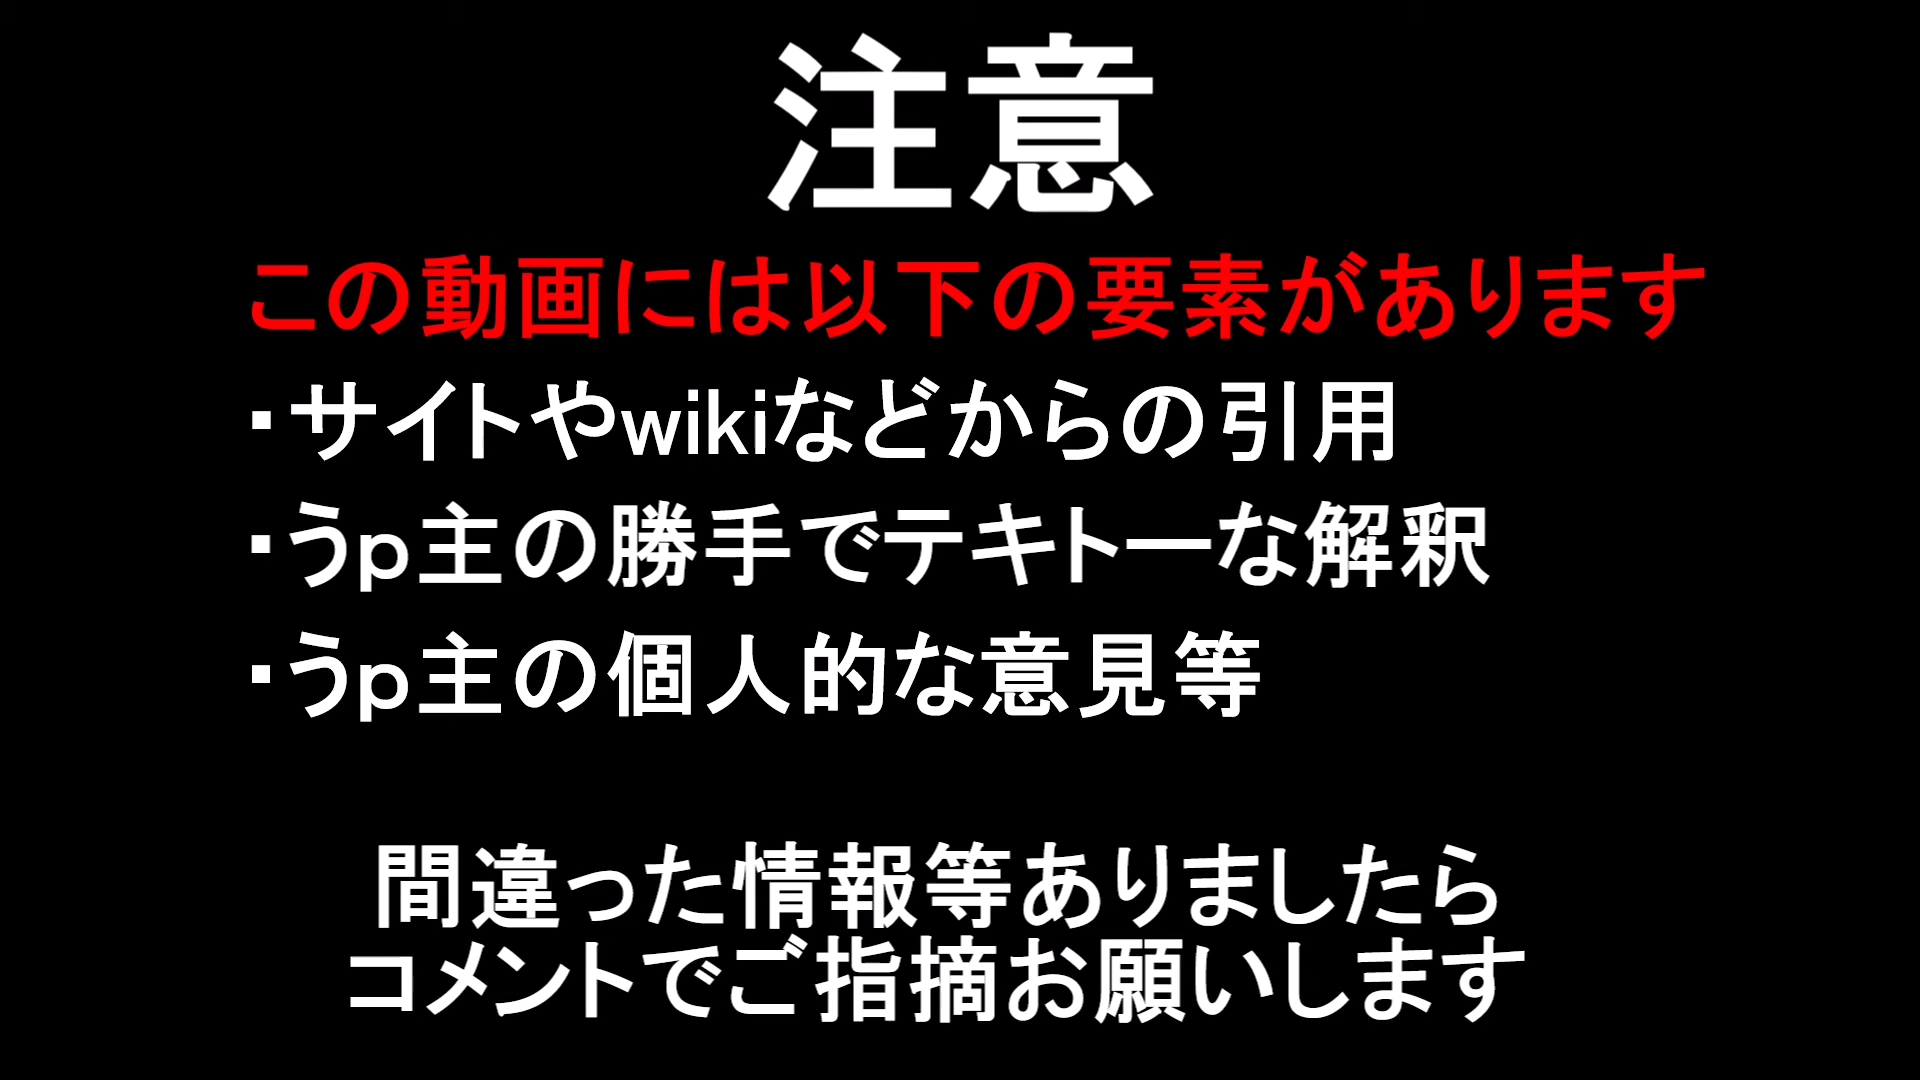 注意
この動画には以下の要素があります
・サイトやwikiなどからの引用
・うｐ主の勝手でテキトーな解釈
・うｐ主の個人的な意見等
間違った情報等ありましたら
コメントでご指摘お願いします